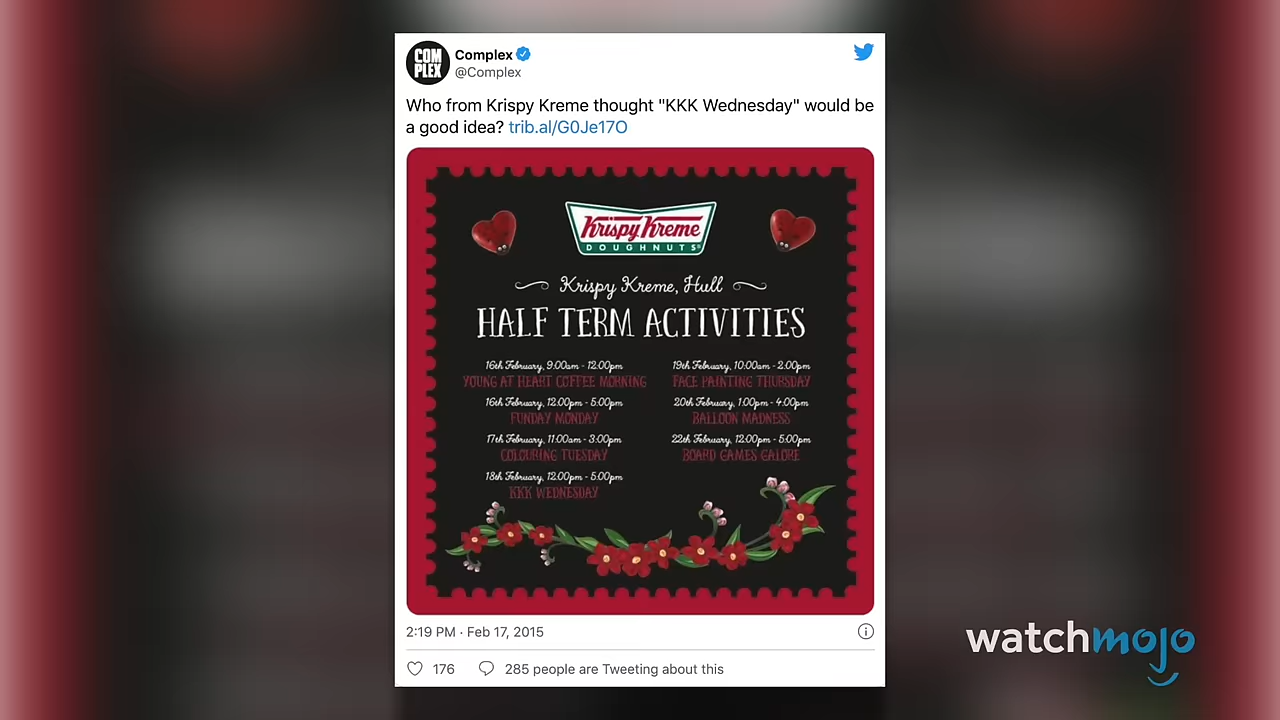 COM
PLEX
Complex
@Complex
Who from Krispy Kreme thought "KKK Wednesday" would be
a good idea? trib.al/G0Je17O
Krispy Kreme
DOUGHNUTS
Krispy Kreme, Hull
HALF TERM ACTIVITIES
16th February, 9:00am - 12:00pm
YOUNG AT HEART COFFEE MORNING
16th February, 12:00pm - 5:00pm
FUNDAY MONDAY
17th February, 11:00am - 3:00pm
COLOURING TUESDAY
18th February, 12:00pm - 5:00pm
KKK WEDNESDAY
19th February, 10:00am - 2:00pm
FACE PAINTING THURSDAY
20th February, 1:00pm - 4:00pm
BALLOON MADNESS
22th February, 12:00pm - 5:00pm
BOARD GAMES GALORE
2:19 PM · Feb 17, 2015
176
285 people are Tweeting about this
watchmojo